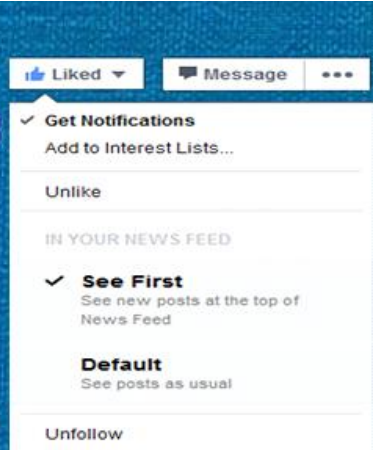 Liked
Message
Get Notifications
Add to Interest Lists...
Unlike
IN YOUR NEWS FEED
See First
See new posts at the top of
News Feed
Default
See posts as usual
Unfollow